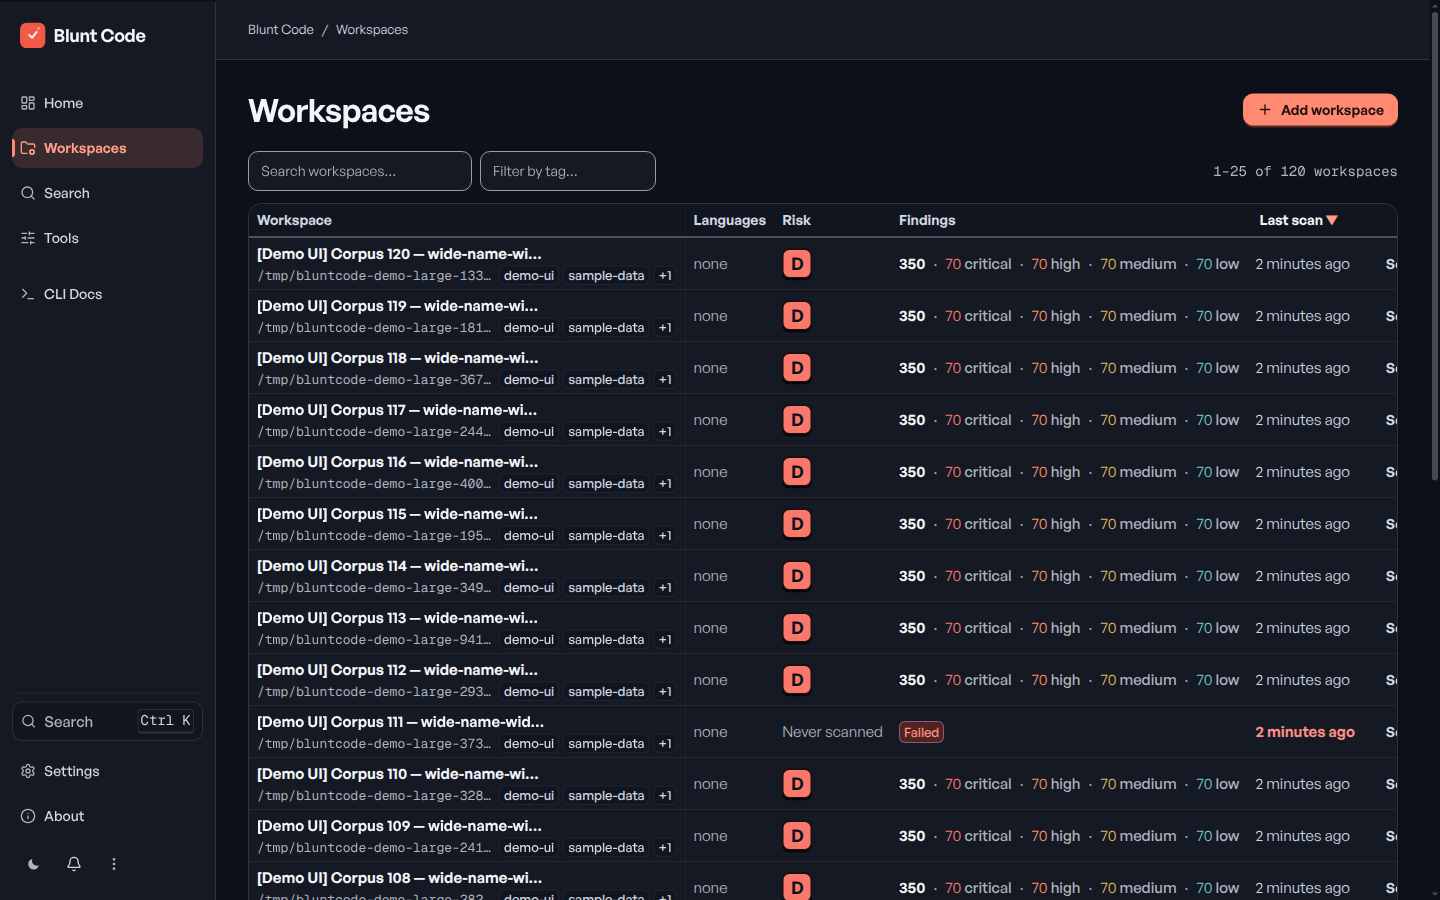 Blunt Code
Home
Workspaces
Search
Tools
CLI Docs
Search Ctrl K
Settings
About
Blunt Code / Workspaces
Workspaces
+ Add workspace
Search workspaces...
Filter by tag...
1–25 of 120 workspaces
Workspace Languages Risk Findings Last scan ▼
[Demo UI] Corpus 120 — wide-name-wi...
/tmp/bluntcode-demo-large-133… demo-ui sample-data +1
none D 350 · 70 critical · 70 high · 70 medium · 70 low 2 minutes ago
[Demo UI] Corpus 119 — wide-name-wi...
/tmp/bluntcode-demo-large-181… demo-ui sample-data +1
none D 350 · 70 critical · 70 high · 70 medium · 70 low 2 minutes ago
[Demo UI] Corpus 118 — wide-name-wi...
/tmp/bluntcode-demo-large-367… demo-ui sample-data +1
none D 350 · 70 critical · 70 high · 70 medium · 70 low 2 minutes ago
[Demo UI] Corpus 117 — wide-name-wi...
/tmp/bluntcode-demo-large-244… demo-ui sample-data +1
none D 350 · 70 critical · 70 high · 70 medium · 70 low 2 minutes ago
[Demo UI] Corpus 116 — wide-name-wi...
/tmp/bluntcode-demo-large-400… demo-ui sample-data +1
none D 350 · 70 critical · 70 high · 70 medium · 70 low 2 minutes ago
[Demo UI] Corpus 115 — wide-name-wi...
/tmp/bluntcode-demo-large-195… demo-ui sample-data +1
none D 350 · 70 critical · 70 high · 70 medium · 70 low 2 minutes ago
[Demo UI] Corpus 114 — wide-name-wi...
/tmp/bluntcode-demo-large-349… demo-ui sample-data +1
none D 350 · 70 critical · 70 high · 70 medium · 70 low 2 minutes ago
[Demo UI] Corpus 113 — wide-name-wi...
/tmp/bluntcode-demo-large-941… demo-ui sample-data +1
none D 350 · 70 critical · 70 high · 70 medium · 70 low 2 minutes ago
[Demo UI] Corpus 112 — wide-name-wi...
/tmp/bluntcode-demo-large-293… demo-ui sample-data +1
none D 350 · 70 critical · 70 high · 70 medium · 70 low 2 minutes ago
[Demo UI] Corpus 111 — wide-name-wid...
/tmp/bluntcode-demo-large-373… demo-ui sample-data +1
none Never scanned Failed 2 minutes ago
[Demo UI] Corpus 110 — wide-name-wi...
/tmp/bluntcode-demo-large-328… demo-ui sample-data +1
none D 350 · 70 critical · 70 high · 70 medium · 70 low 2 minutes ago
[Demo UI] Corpus 109 — wide-name-wi...
/tmp/bluntcode-demo-large-241… demo-ui sample-data +1
none D 350 · 70 critical · 70 high · 70 medium · 70 low 2 minutes ago
[Demo UI] Corpus 108 — wide-name-wi...
none D 350 · 70 critical · 70 high · 70 medium · 70 low 2 minutes ago